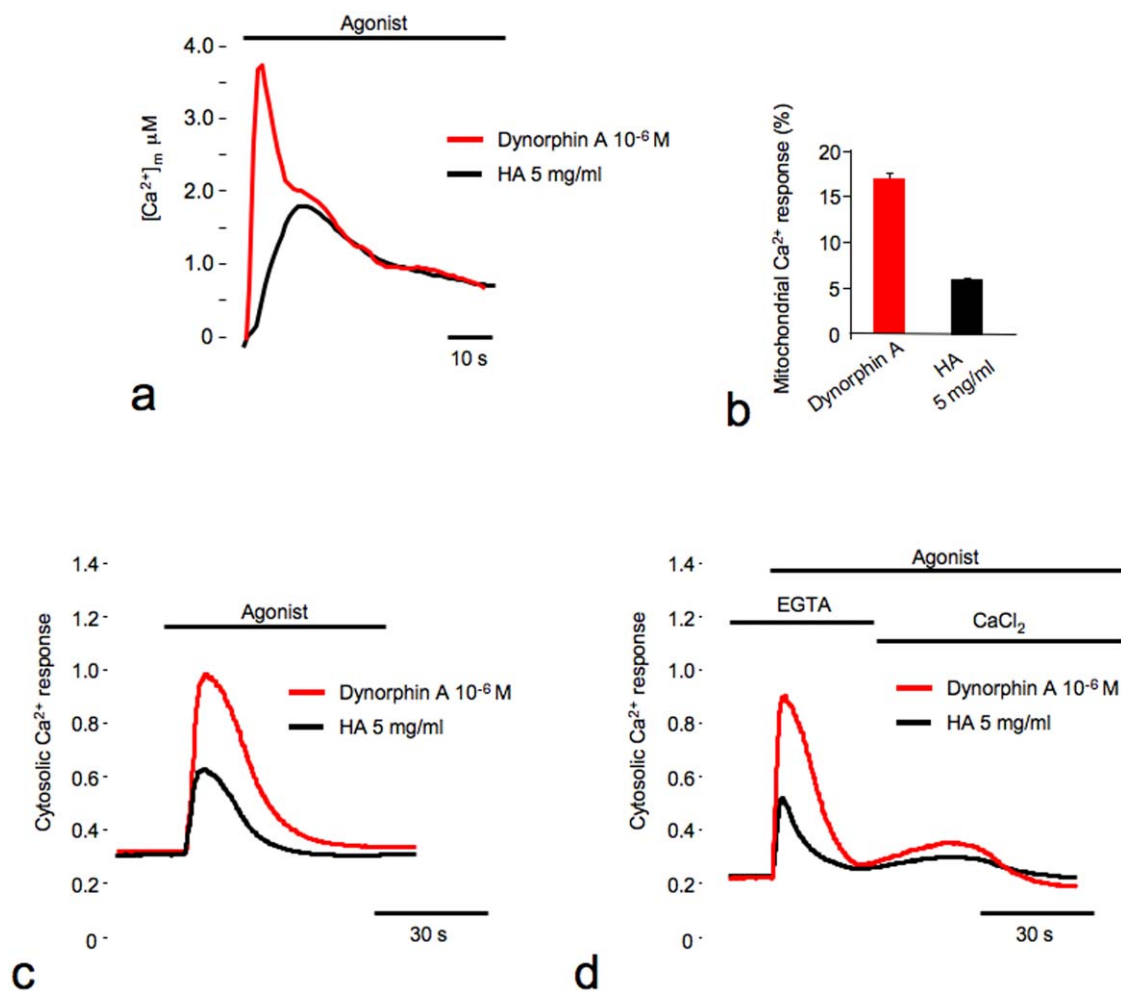 Agonist
4.0
3.0
2.0
1.0
0
[Ca²⁺]ₘ μM
Dynorphin A 10⁻⁶ M
HA 5 mg/ml
10 s
a
Mitochondrial Ca²⁺ response (%)
20
15
10
5
0
Dynorphin A
HA
5 mg/ml
b
1.4
1.2
1.0
0.8
0.6
0.4
0.2
0
Cytosolic Ca²⁺ response
Agonist
Dynorphin A 10⁻⁶ M
HA 5 mg/ml
30 s
c
1.4
1.2
1.0
0.8
0.6
0.4
0.2
0
Cytosolic Ca²⁺ response
Agonist
EGTA
CaCl₂
Dynorphin A 10⁻⁶ M
HA 5 mg/ml
30 s
d